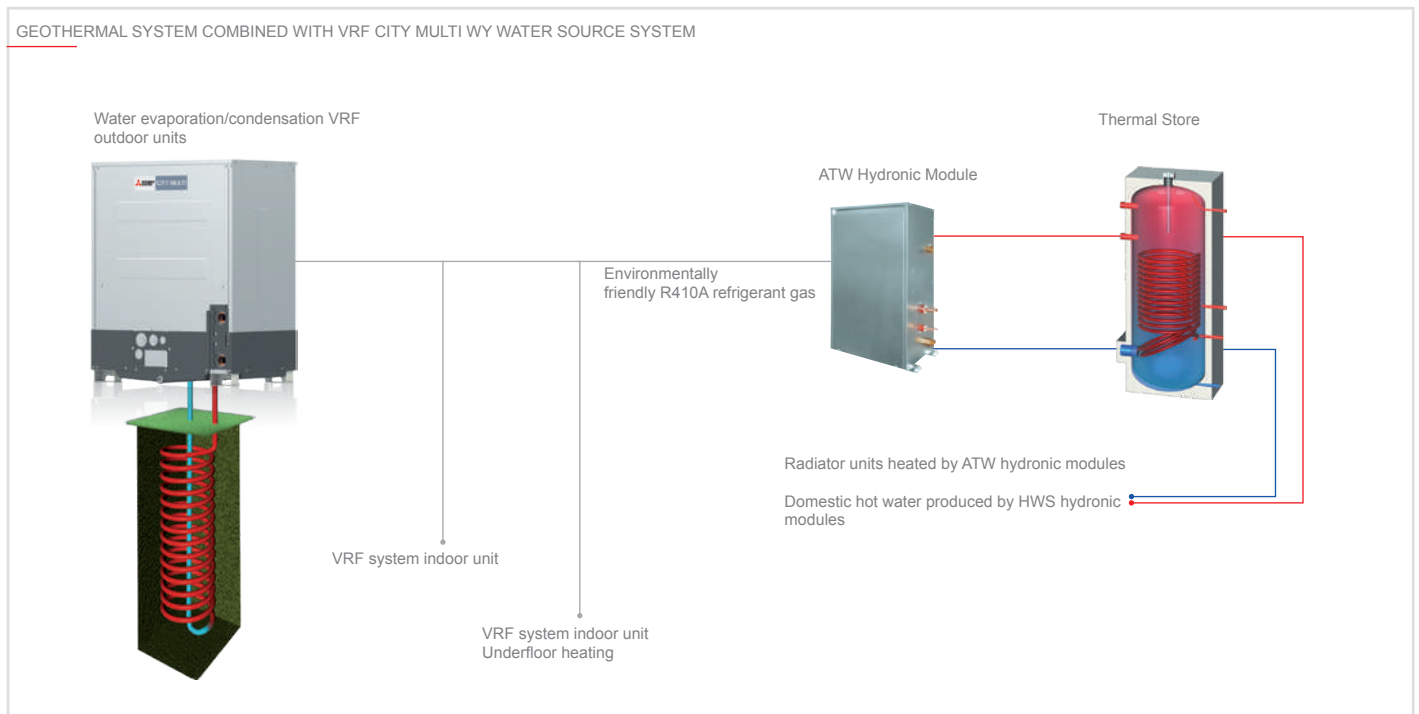 GEOTHERMAL SYSTEM COMBINED WITH VRF CITY MULTI WY WATER SOURCE SYSTEM
Water evaporation/condensation VRF
outdoor units
Thermal Store
ATW Hydronic Module
CITY MULTI
Environmentally
friendly R410A refrigerant gas
Radiator units heated by ATW hydronic modules
Domestic hot water produced by HWS hydronic
modules
VRF system indoor unit
VRF system indoor unit
Underfloor heating